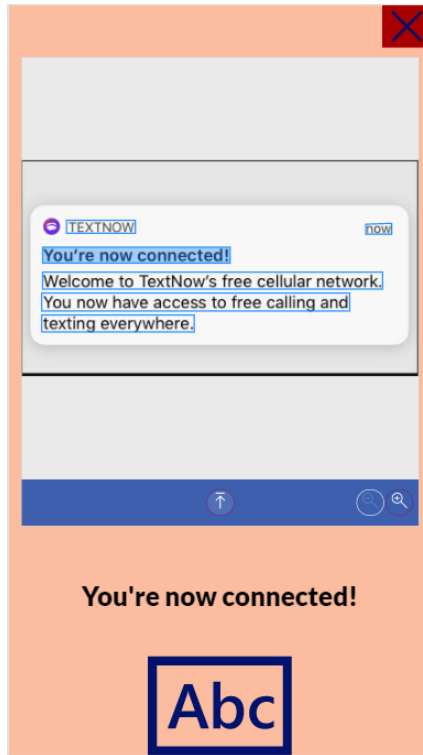 TEXTNOW
now
You're now connected!
Welcome to TextNow's free cellular network.
You now have access to free calling and
texting everywhere.
You're now connected!
Abc